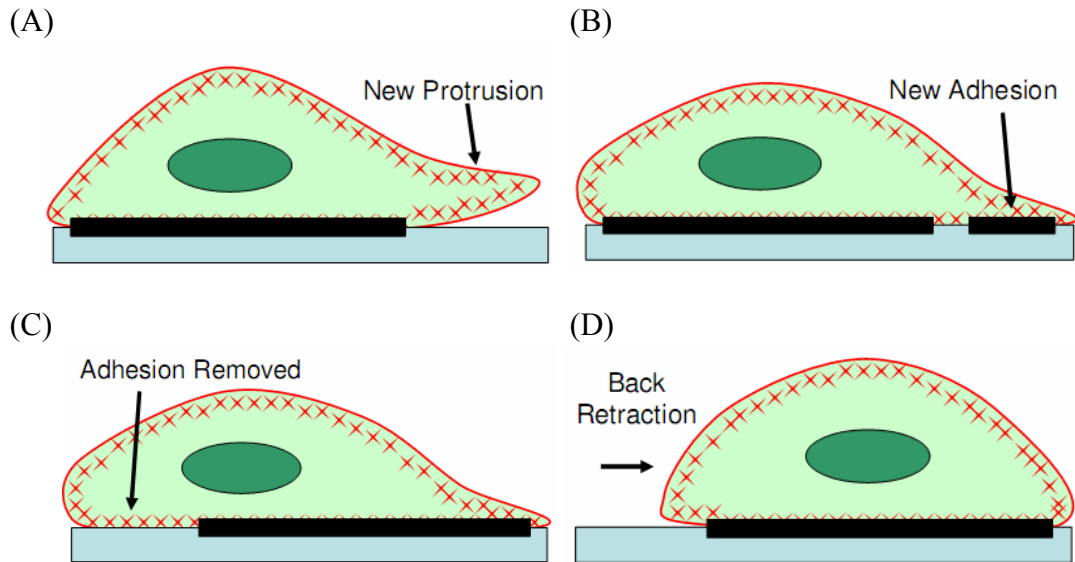 (A)
New Protrusion
(B)
New Adhesion
(C)
Adhesion Removed
(D)
Back
Retraction